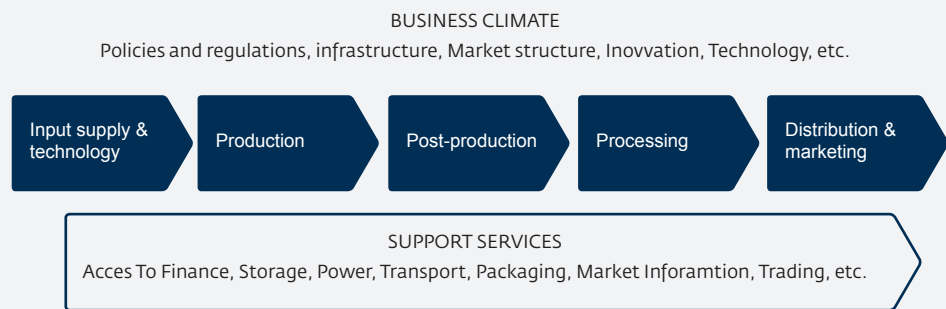 BUSINESS CLIMATE
Policies and regulations, infrastructure, Market structure, Inovvation, Technology, etc.
Input supply &
technology
Production
Post-production
Processing
Distribution &
marketing
SUPPORT SERVICES
Acces To Finance, Storage, Power, Transport, Packaging, Market Inforamtion, Trading, etc.